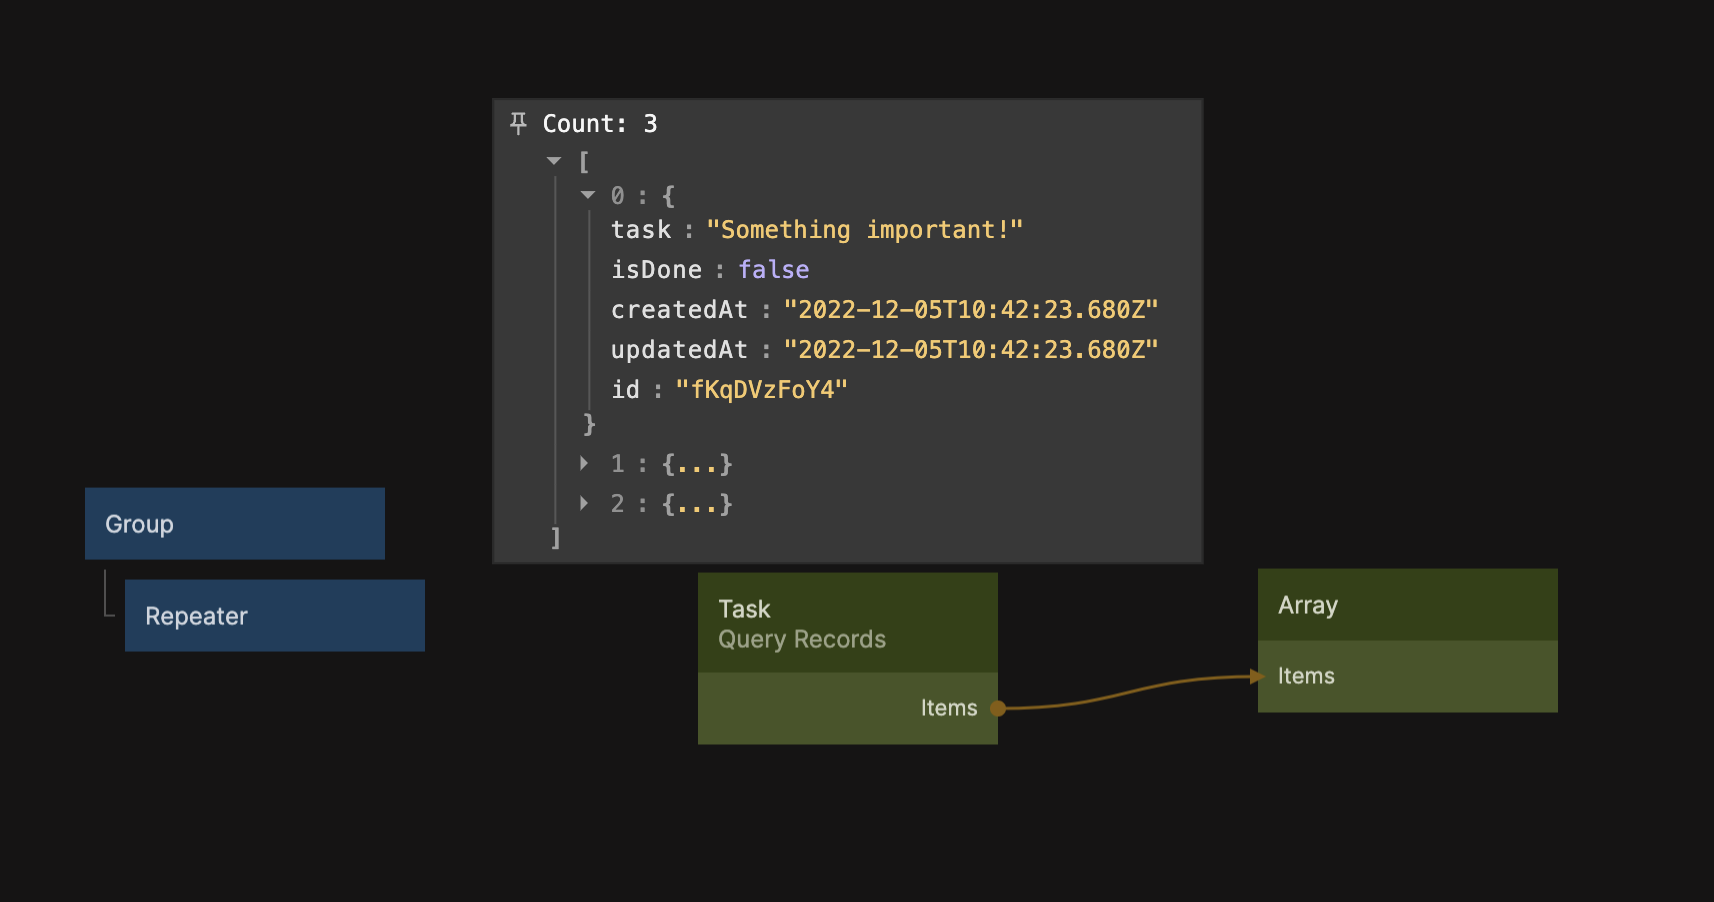 Count: 3
[
0 : {
task : "Something important!"
isDone : false
createdAt : "2022-12-05T10:42:23.680Z"
updatedAt : "2022-12-05T10:42:23.680Z"
id : "fKqDVzFoY4"
}
1 : {...}
2 : {...}
]
Group
Repeater
Task
Query Records
Items
Array
Items